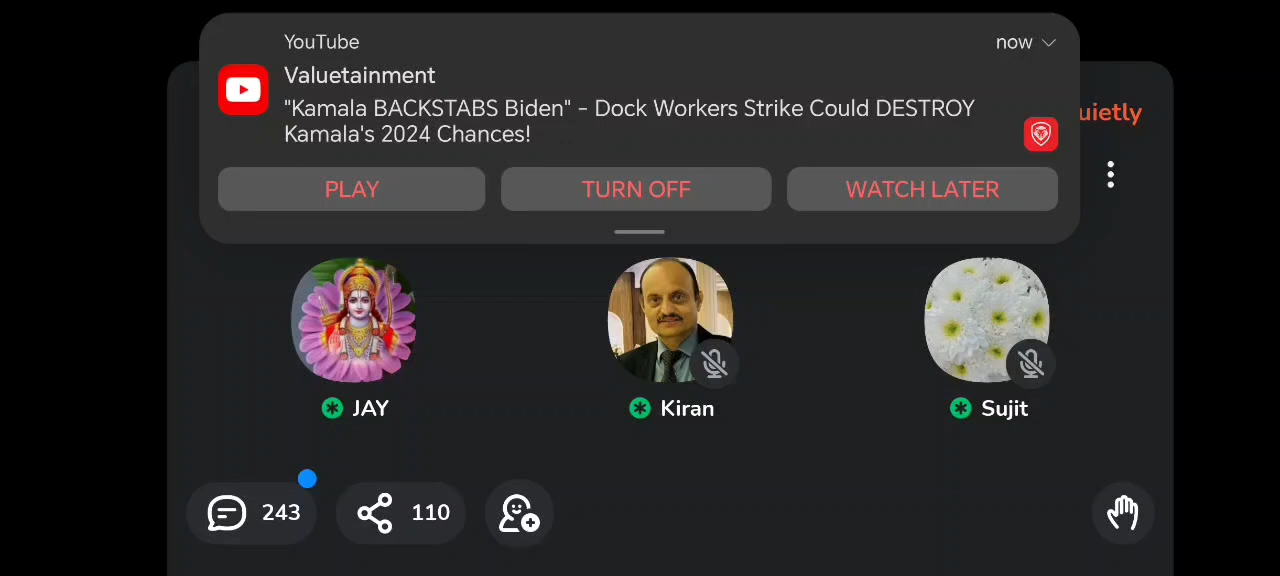 YouTube
now
Valuetainment
"Kamala BACKSTABS Biden" - Dock Workers Strike Could DESTROY
Kamala's 2024 Chances!
uietly
PLAY
TURN OFF
WATCH LATER
JAY
Kiran
Sujit
243
110